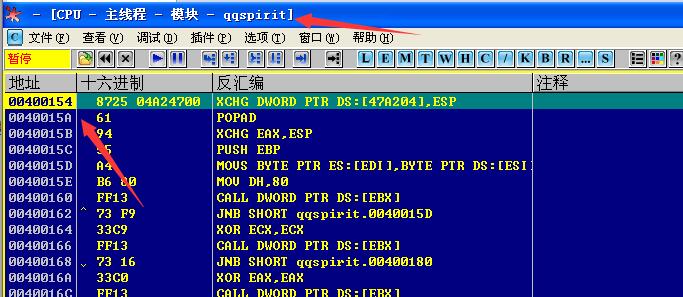 - [CPU - 主线程 - 模块 - qqspirit]
C 文件(F) 查看(V) 调试(D) 插件(P) 选项(T) 窗口(W) 帮助(H)
暂停 L E M T W H C / K B R ... S ?
地址 十六进制 反汇编 注释
00400154 8725 04A24700 XCHG DWORD PTR DS:[47A204],ESP
0040015A 61 POPAD
0040015B 94 XCHG EAX,ESP
0040015C 55 PUSH EBP
0040015D A4 MOVS BYTE PTR ES:[EDI],BYTE PTR DS:[ESI]
0040015E B6 80 MOV DH,80
00400160 FF13 CALL DWORD PTR DS:[EBX]
00400162 ^ 73 F9 JNB SHORT qqspirit.0040015D
00400164 33C9 XOR ECX,ECX
00400166 FF13 CALL DWORD PTR DS:[EBX]
00400168 ⌄ 73 16 JNB SHORT qqspirit.00400180
0040016A 33C0 XOR EAX,EAX
0040016C FF13 CALL DWORD PTR DS:[EBX]